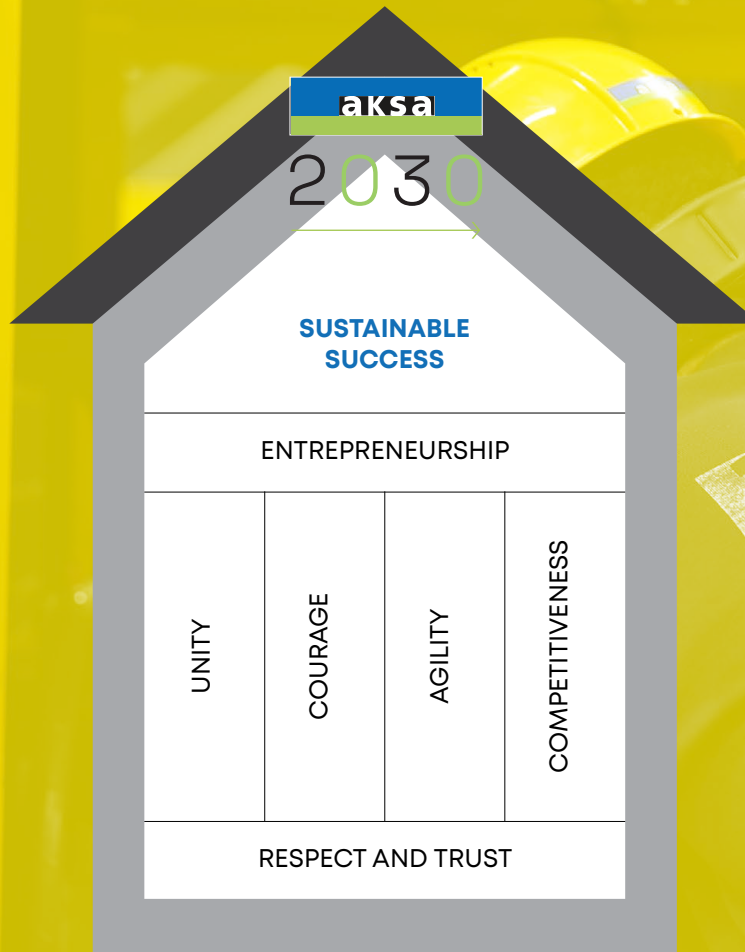 aksa
2030
SUSTAINABLE
SUCCESS
ENTREPRENEURSHIP
UNITY
COURAGE
AGILITY
COMPETITIVENESS
RESPECT AND TRUST